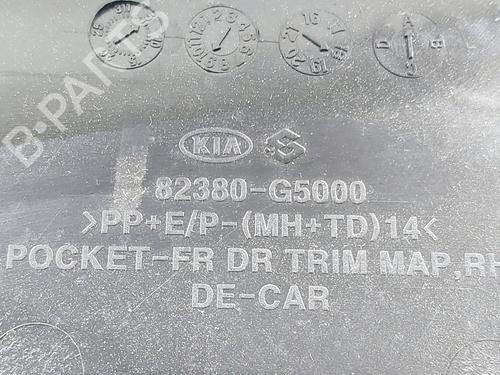 KIA
82380-G5000
>PP+E/P-(MH+TD)14<
POCKET-FR DR TRIM MAP,RH
DE-CAR
B-PARTS